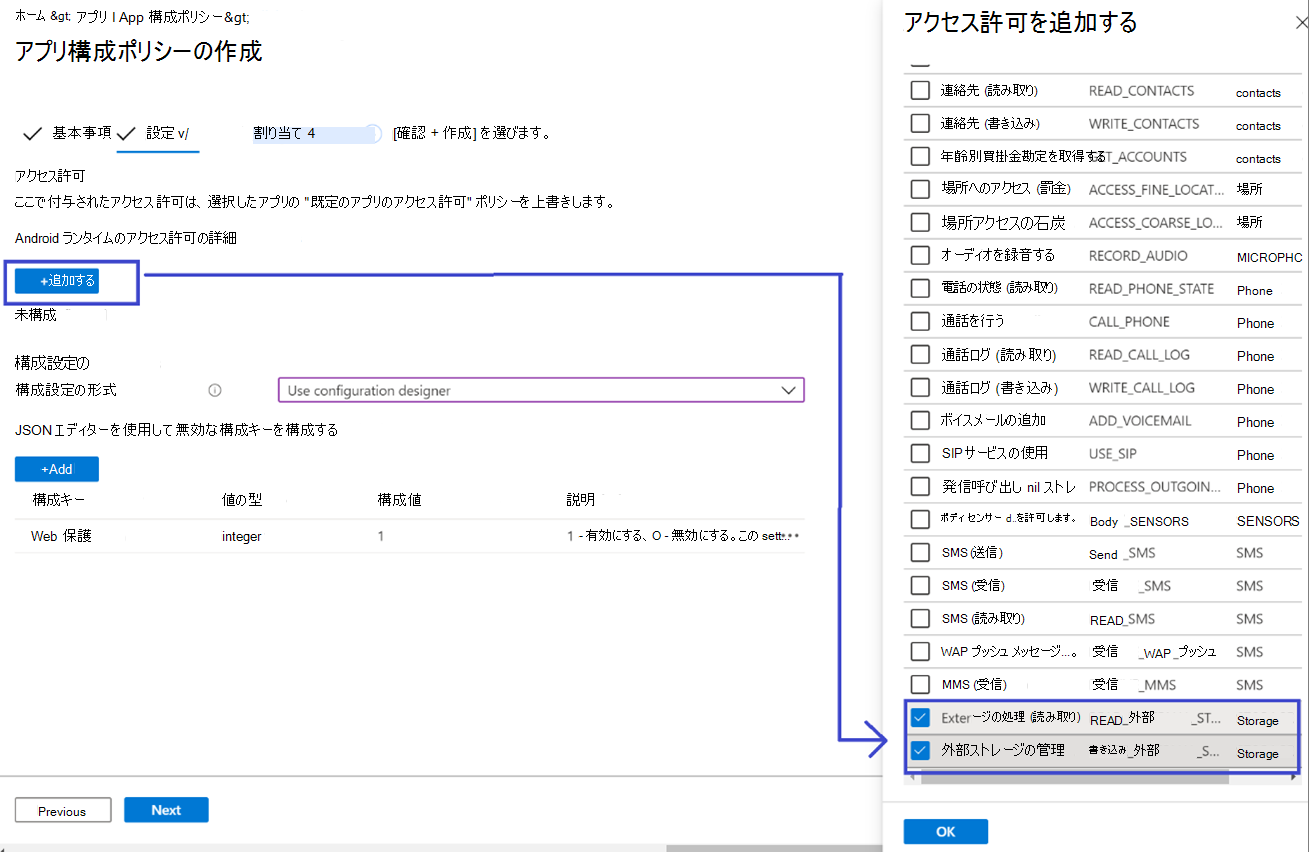 ホーム &gt; アプリ | App 構成ポリシー&gt;
アプリ構成ポリシーの作成
基本事項 設定 v/ 割り当て 4 [確認 + 作成] を選びます。
アクセス許可
ここで付与されたアクセス許可は、選択したアプリの "既定のアプリのアクセス許可" ポリシーを上書きします。
Android ランタイムのアクセス許可の詳細
+追加する
未構成
構成設定の
構成設定の形式 Use configuration designer
JSONエディターを使用して無効な構成キーを構成する
+Add
構成キー 値の型 構成値 説明
Web 保護 integer 1 1 - 有効にする、O - 無効にする。この sett...
Previous Next
アクセス許可を追加する
連絡先 (読み取り) READ_CONTACTS contacts
連絡先 (書き込み) WRITE_CONTACTS contacts
年齢別買掛金勘定を取得する GET_ACCOUNTS contacts
場所へのアクセス (罰金) ACCESS_FINE_LOCAT... 場所
場所アクセスの石炭 ACCESS_COARSE_LO... 場所
オーディオを録音する RECORD_AUDIO MICROPHC
電話の状態 (読み取り) READ_PHONE_STATE Phone
通話を行う CALL_PHONE Phone
通話ログ (読み取り) READ_CALL_LOG Phone
通話ログ (書き込み) WRITE_CALL_LOG Phone
ボイスメールの追加 ADD_VOICEMAIL Phone
SIPサービスの使用 USE_SIP Phone
発信呼び出し nil ストレ PROCESS_OUTGOIN... Phone
ボディ センサー d..を許可します。 Body _SENSORS SENSORS
SMS (送信) Send _SMS SMS
SMS (受信) 受信 _SMS SMS
SMS (読み取り) READ_SMS SMS
WAP プッシュ メッセージ...。 受信 _WAP_プッシュ SMS
MMS (受信) 受信 _MMS SMS
Exterージの処理 (読み取り) READ_外部 _ST... Storage
外部ストレージの管理 書き込み_外部 _S... Storage
OK